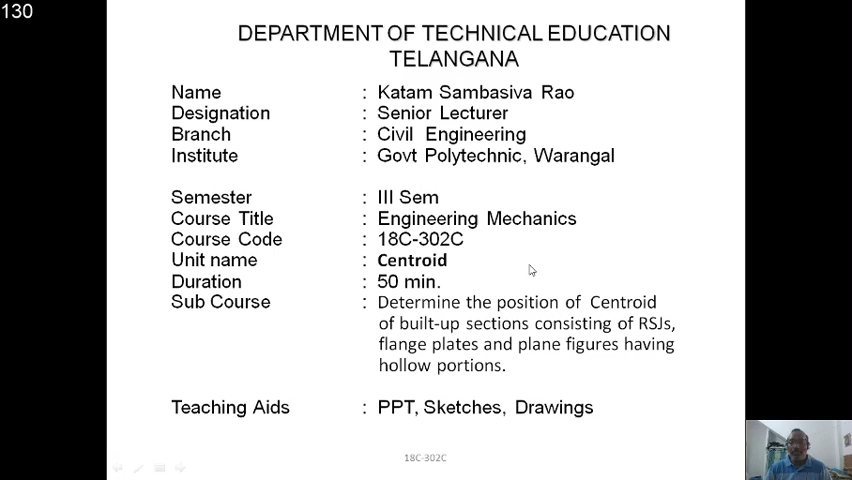 130
DEPARTMENT OF TECHNICAL EDUCATION
TELANGANA
Name : Katam Sambasiva Rao
Designation : Senior Lecturer
Branch : Civil Engineering
Institute : Govt Polytechnic, Warangal
Semester : III Sem
Course Title : Engineering Mechanics
Course Code : 18C-302C
Unit name : Centroid
Duration : 50 min.
Sub Course : Determine the position of Centroid
of built-up sections consisting of RSJs,
flange plates and plane figures having
hollow portions.
Teaching Aids : PPT, Sketches, Drawings
18C-302C